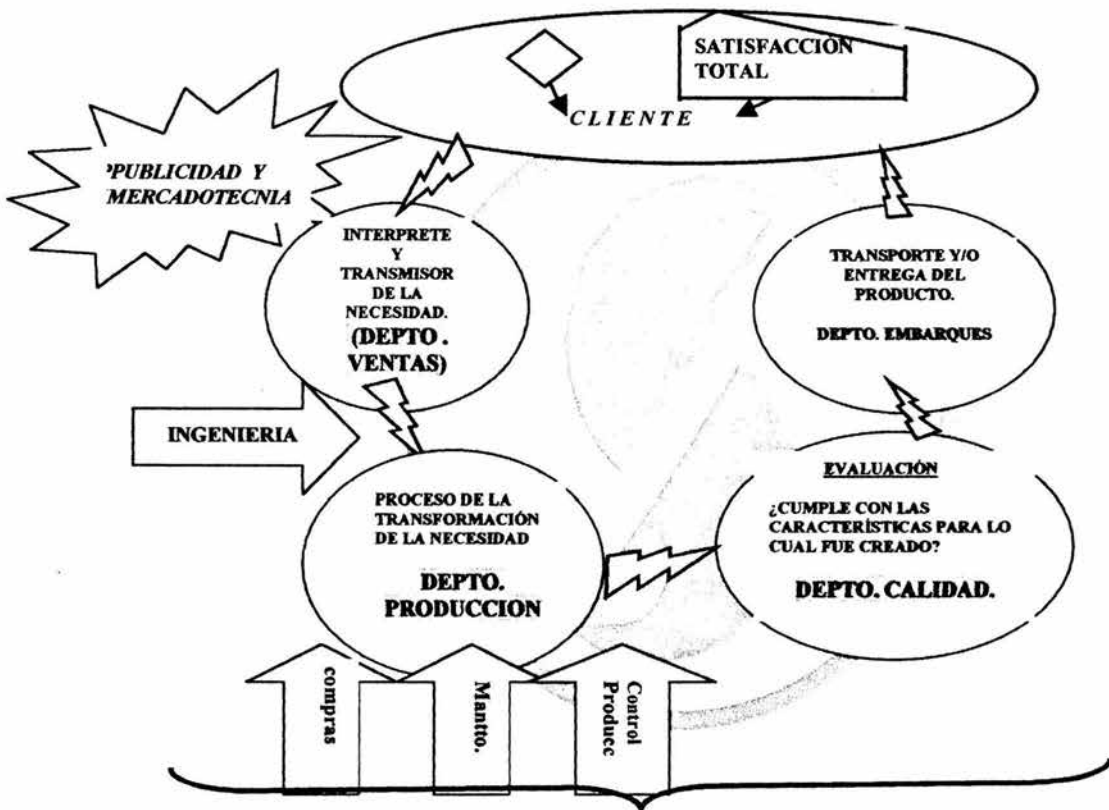 SATISFACCIÓN
TOTAL
CLIENTE
'PUBLICIDAD Y
MERCADOTECNIA
INTERPRETE
Y
TRANSMISOR
DE LA
NECESIDAD.
(DEPTO .
VENTAS)
TRANSPORTE Y/O
ENTREGA DEL
PRODUCTO.
DEPTO. EMBARQUES
INGENIERIA
PROCESO DE LA
TRANSFORMACIÓN
DE LA NECESIDAD
DEPTO.
PRODUCCION
EVALUACIÓN
¿CUMPLE CON LAS
CARACTERÍSTICAS PARA LO
CUAL FUE CREADO?
DEPTO. CALIDAD.
compras
Mantto.
Control
Producc